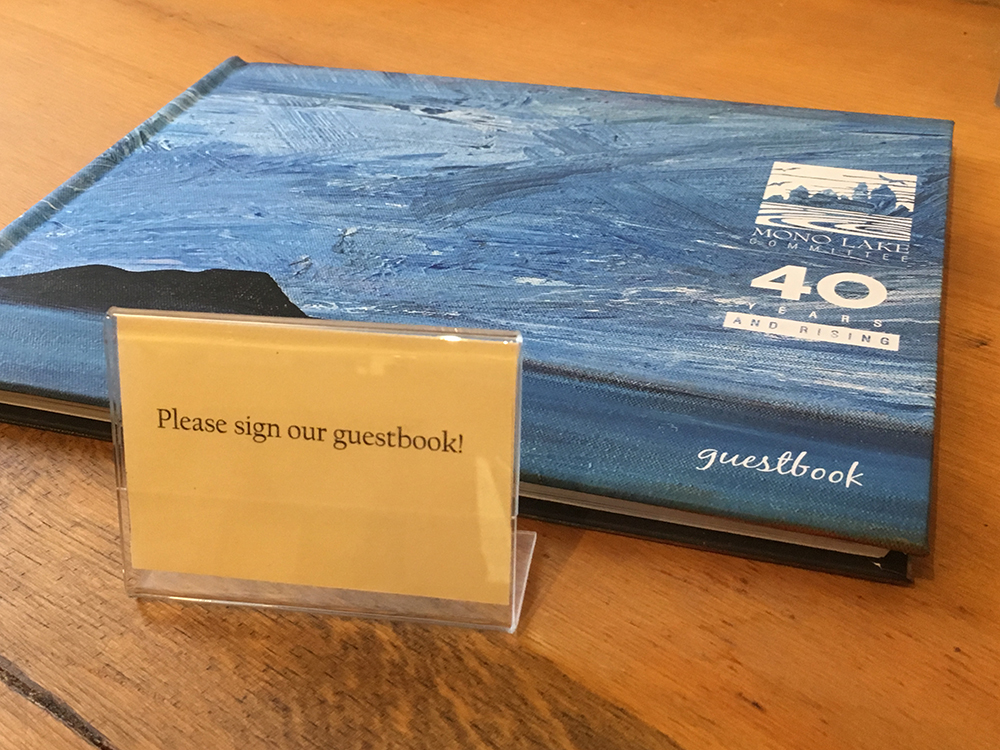 MONO LAKE
COMMITTEE
40
YEARS
AND RISING
guestbook
Please sign our guestbook!